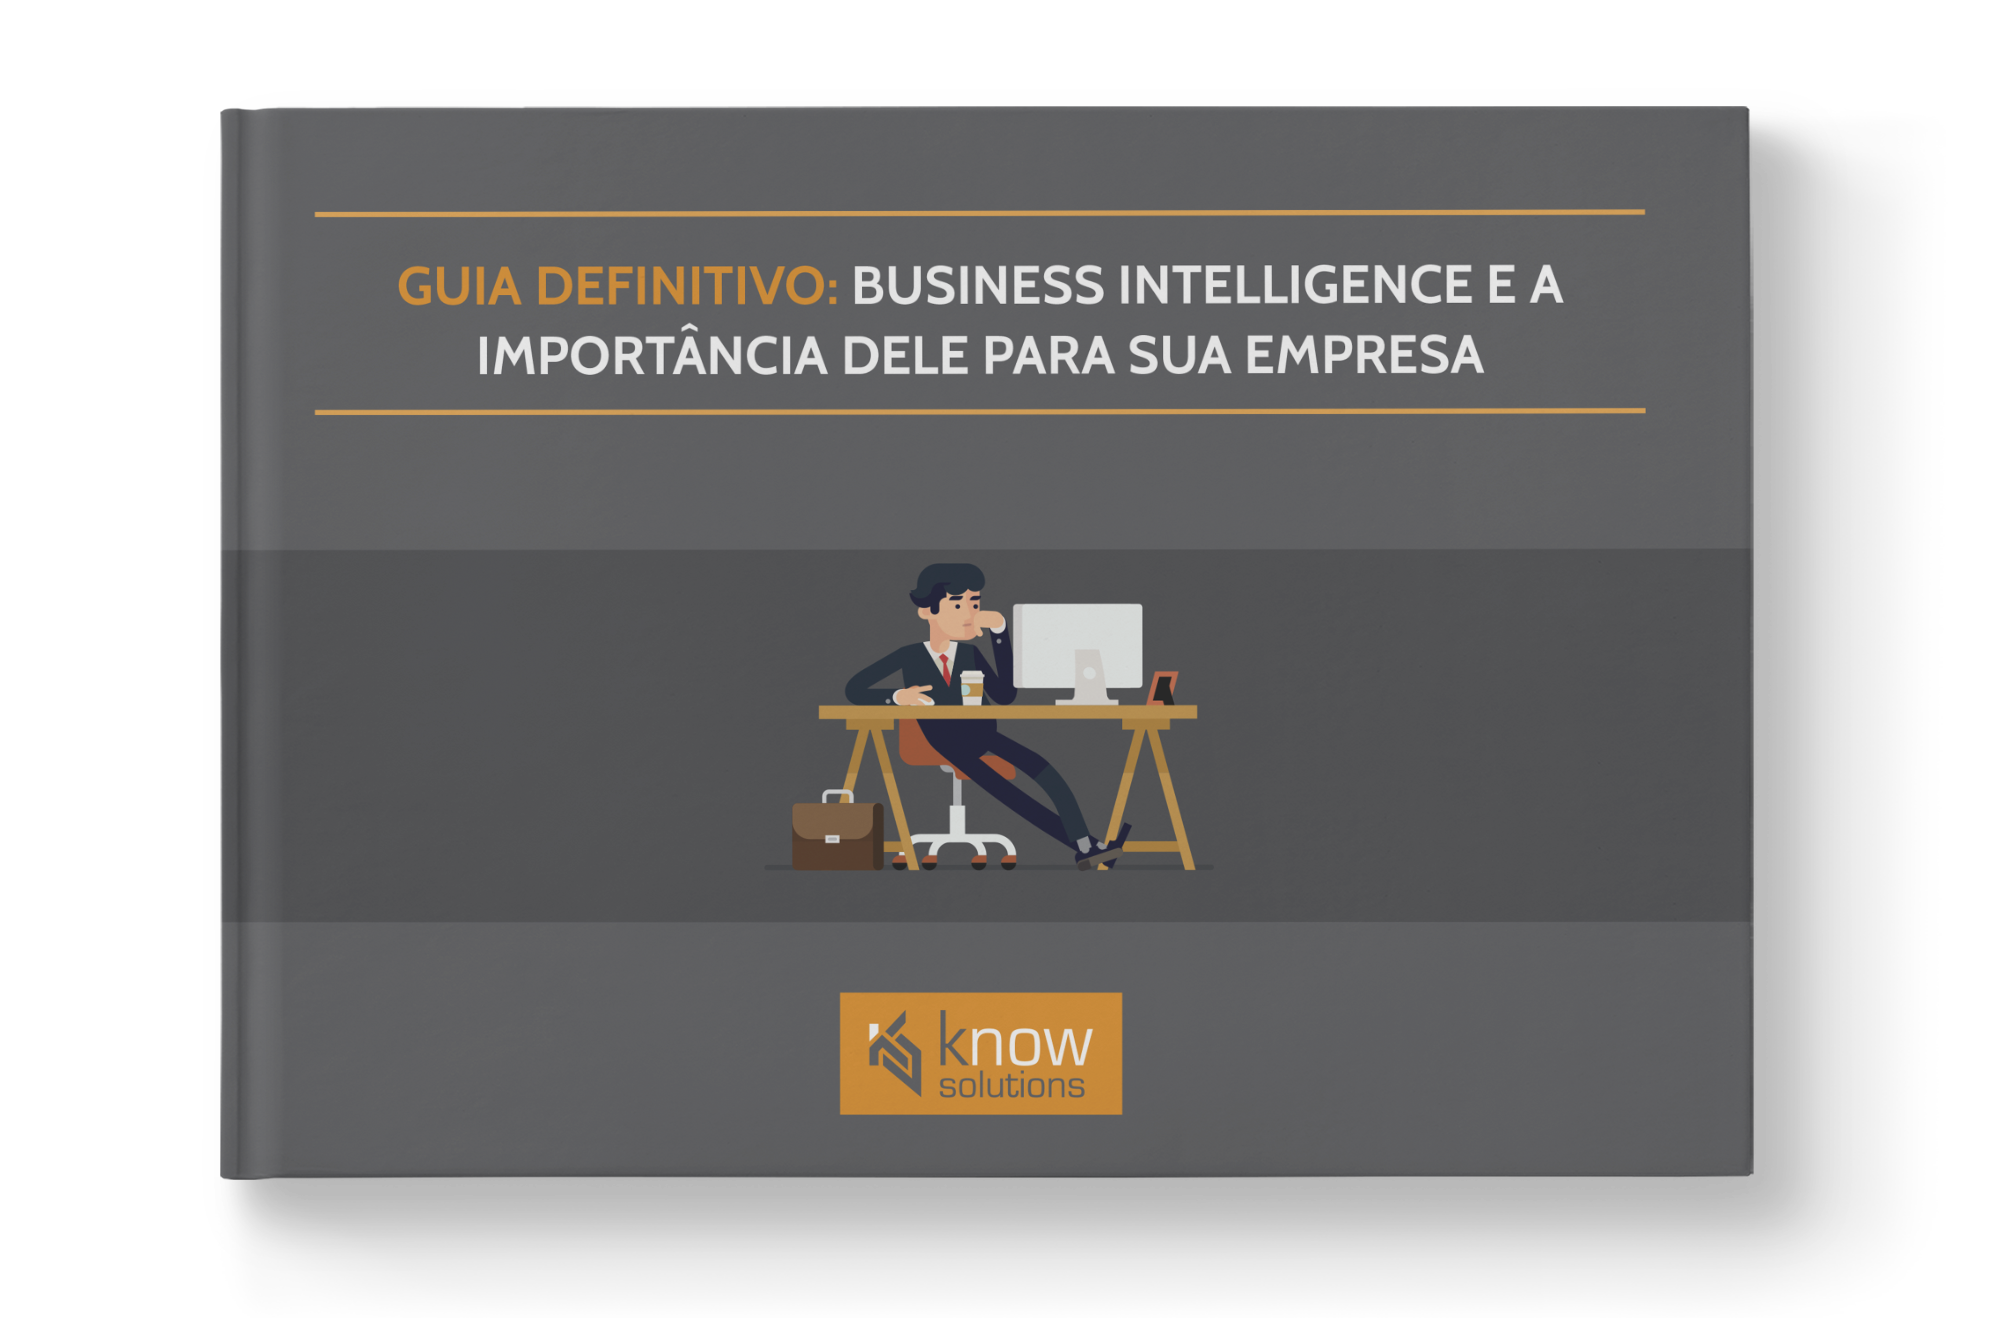 GUIA DEFINITIVO: BUSINESS INTELLIGENCE E A
IMPORTÂNCIA DELE PARA SUA EMPRESA
know
solutions